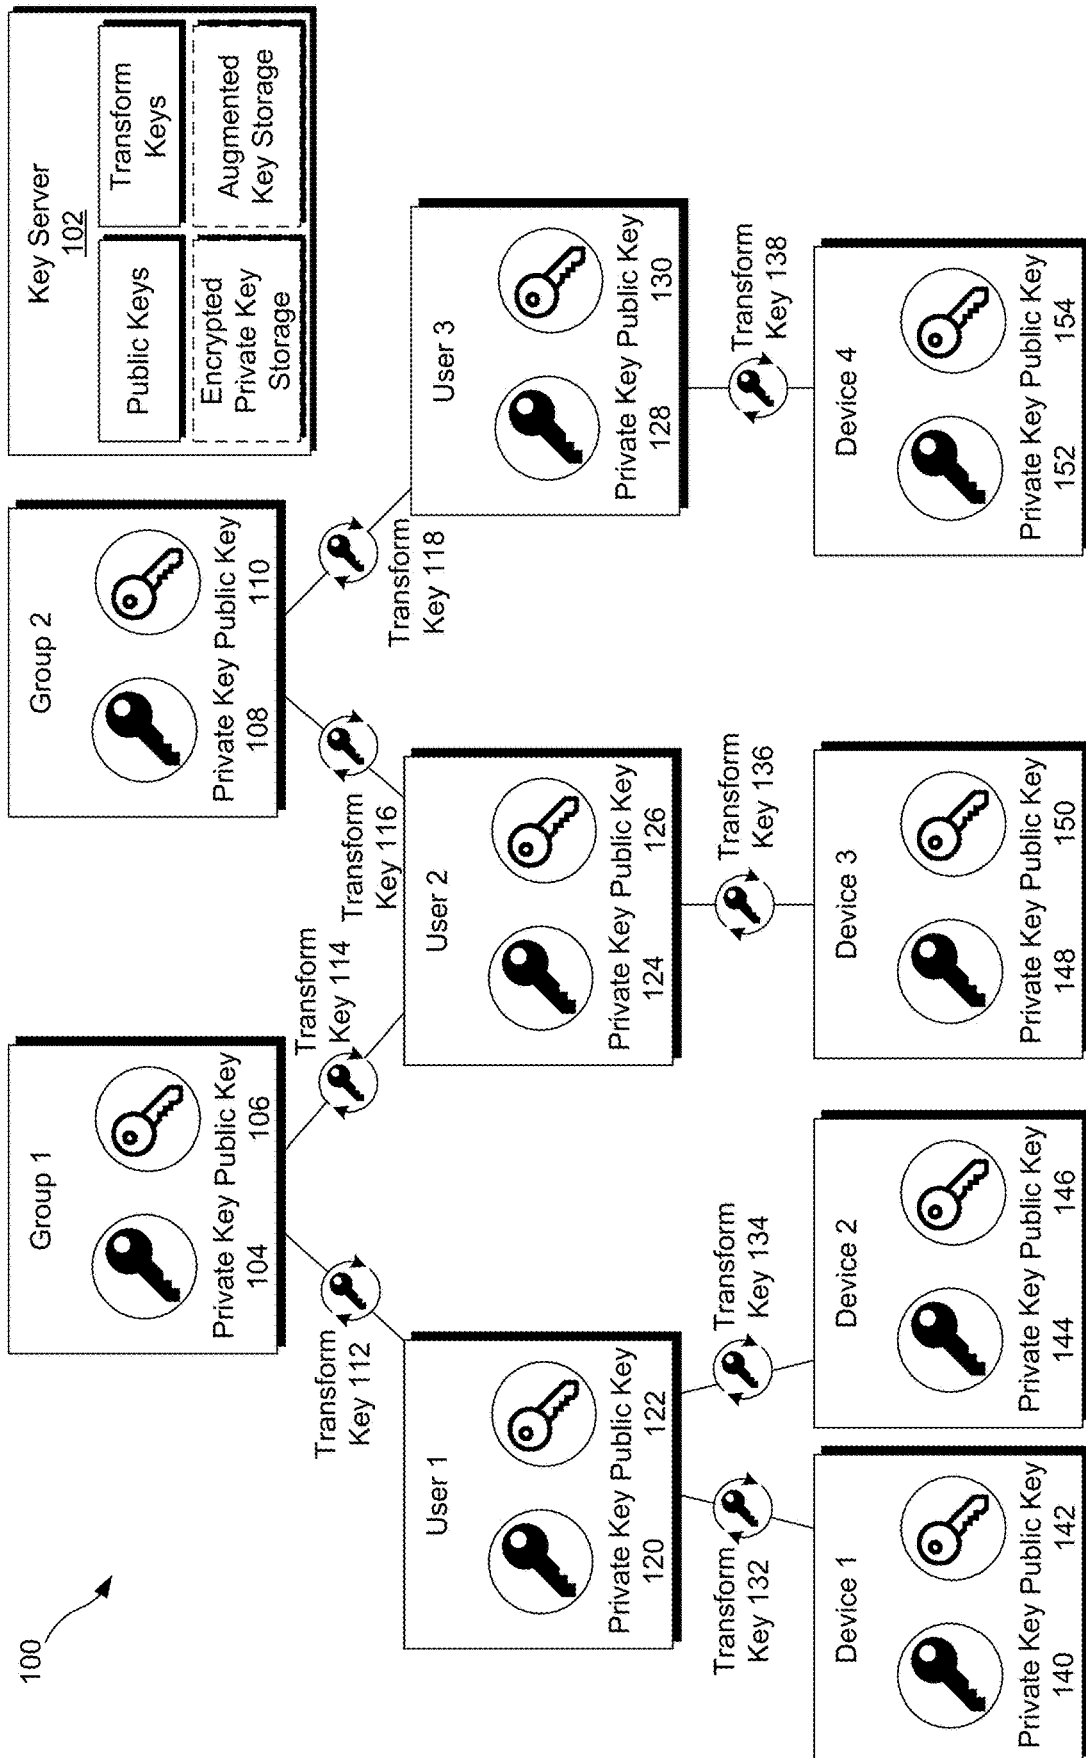 100
Key Server
102
Public Keys
Transform
Keys
Encrypted
Private Key
Storage
Augmented
Key Storage
Group 1
Private Key Public Key
104
106
Group 2
Private Key Public Key
108
110
Transform
Key 112
Transform
Key 114
Transform
Key 116
Transform
Key 118
User 1
Private Key Public Key
120
122
User 2
Private Key Public Key
124
126
User 3
Private Key Public Key
128
130
Transform
Key 132
Transform
Key 134
Transform
Key 136
Transform
Key 138
Device 1
Private Key Public Key
140
142
Device 2
Private Key Public Key
144
146
Device 3
Private Key Public Key
148
150
Device 4
Private Key Public Key
152
154